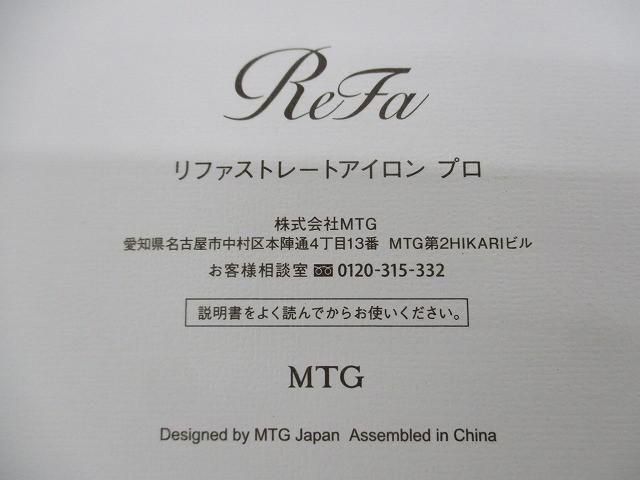 ReFa
リファストレートアイロン プロ
株式会社MTG
愛知県名古屋市中村区本陣通4丁目13番 MTG第2HIKARIビル
お客様相談室 0120-315-332
説明書をよく読んでからお使いください。
MTG
Designed by MTG Japan Assembled in China